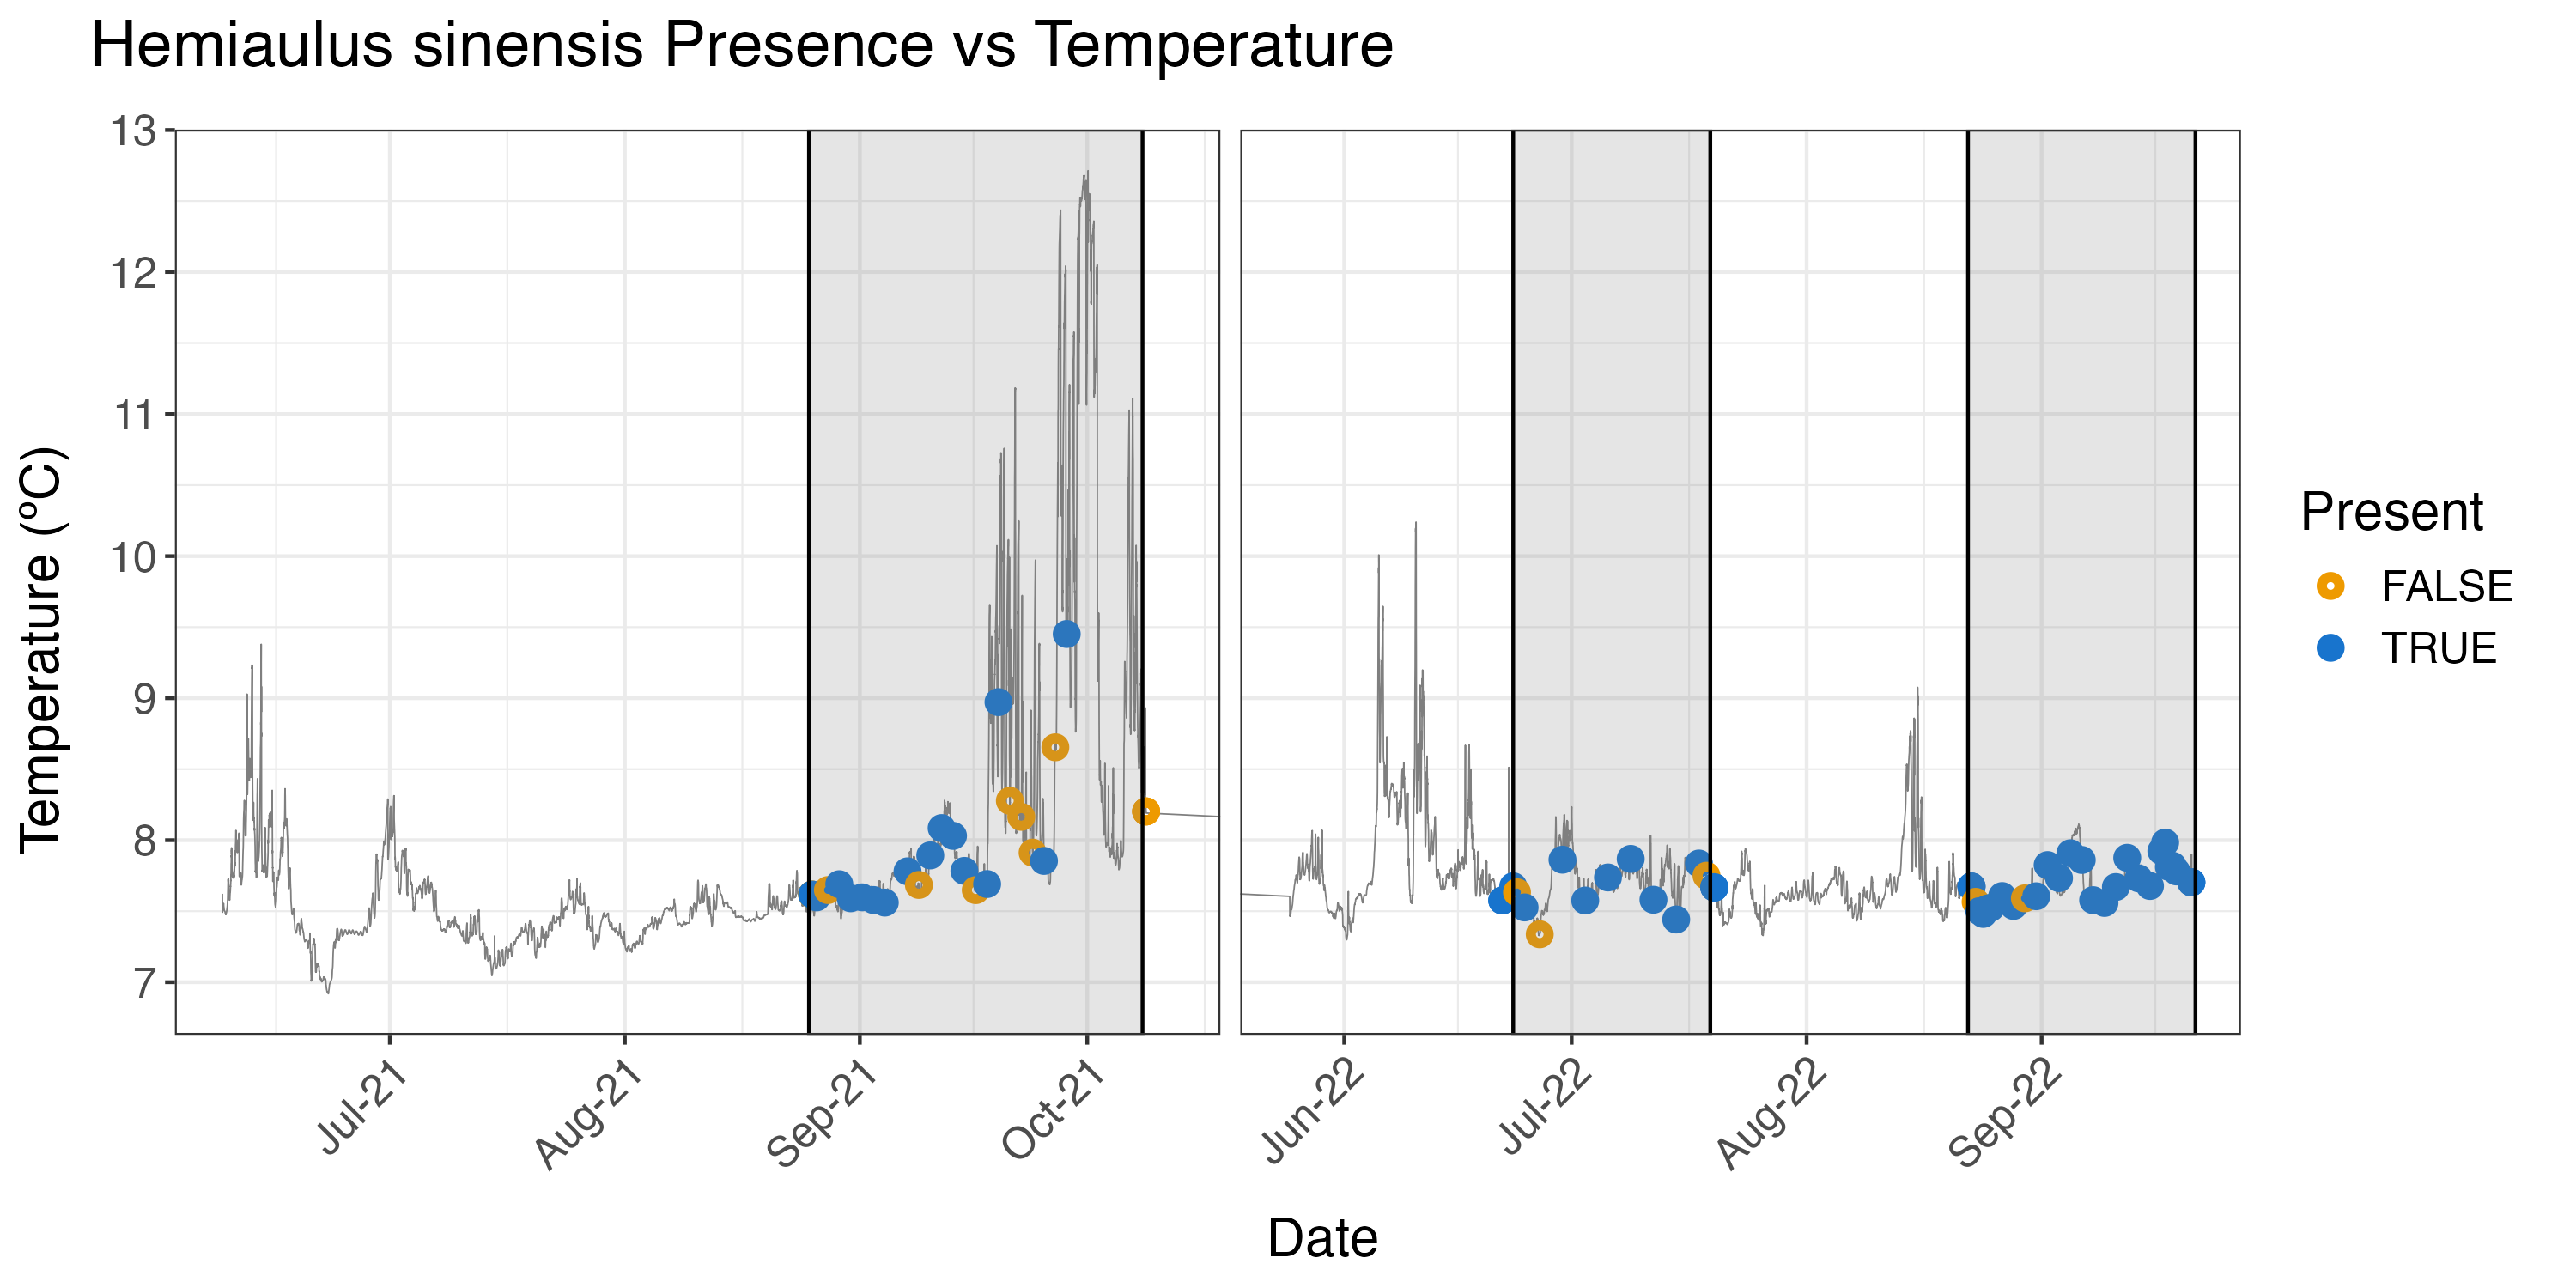 Hemiaulus sinensis Presence vs Temperature
13
12
11
10
9
8
7
Temperature (ºC)
Jul-21
Aug-21
Sep-21
Oct-21
Jun-22
Jul-22
Aug-22
Sep-22
Date
Present
FALSE
TRUE